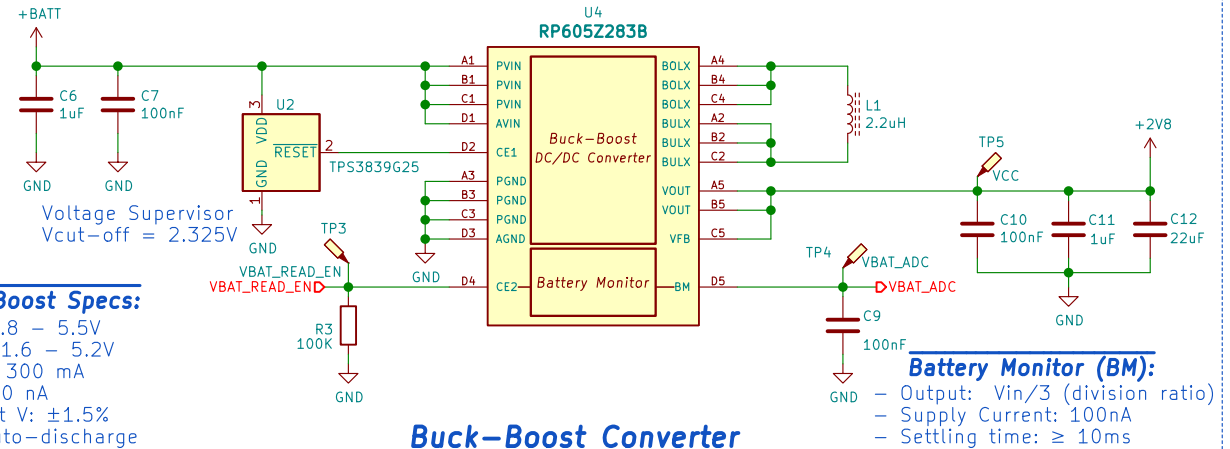 +BATT
U4
RP605Z283B
A1 PVIN
B1 PVIN
C1 PVIN
D1 AVIN
D2 CE1
A3 PGND
B3 PGND
C3 PGND
D3 AGND
D4 CE2
Buck-Boost
DC/DC Converter
Battery Monitor
BOLX A4
BOLX B4
BOLX C4
BULX A2
BULX B2
BULX C2
VOUT A5
VOUT B5
VFB C5
BM D5
C6
1uF
GND
C7
100nF
GND
U2
3
VDD
RESET
2
GND
1
TPS3839G25
GND
Voltage Supervisor
Vcut-off = 2.325V
GND
TP3
VBAT_READ_EN
VBAT_READ_EN
R3
100K
GND
L1
2.2uH
TP5
VCC
+2V8
C10
100nF
C11
1uF
C12
22uF
GND
TP4
VBAT_ADC
VBAT_ADC
C9
100nF
GND
Boost Specs:
.8 - 5.5V
1.6 - 5.2V
300 mA
0 nA
t V: ±1.5%
to-discharge
Buck-Boost Converter
Battery Monitor (BM):
- Output: Vin/3 (division ratio)
- Supply Current: 100nA
- Settling time: ≥ 10ms